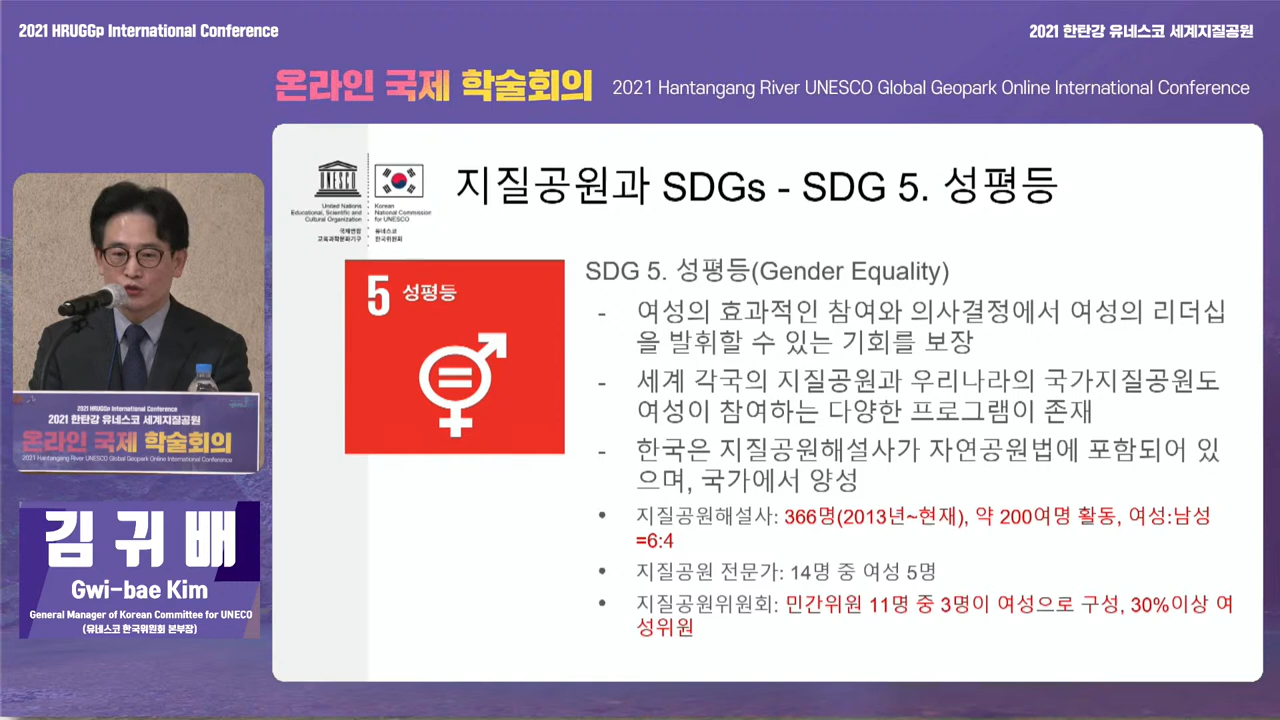 2021 HRUGGp International Conference
2021 한탄강 유네스코 세계지질공원
온라인 국제 학술회의 2021 Hantangang River UNESCO Global Geopark Online International Conference
UNESCO
United Nations
Educational, Scientific and
Cultural Organization
국제연합
교육과학문화기구
Korean
National Commission
for UNESCO
유네스코
한국위원회
지질공원과 SDGs - SDG 5. 성평등
5 성평등
SDG 5. 성평등(Gender Equality)
- 여성의 효과적인 참여와 의사결정에서 여성의 리더십
을 발휘할 수 있는 기회를 보장
- 세계 각국의 지질공원과 우리나라의 국가지질공원도
여성이 참여하는 다양한 프로그램이 존재
- 한국은 지질공원해설사가 자연공원법에 포함되어 있
으며, 국가에서 양성
• 지질공원해설사: 366명(2013년~현재), 약 200여명 활동, 여성:남성
=6:4
• 지질공원 전문가: 14명 중 여성 5명
• 지질공원위원회: 민간위원 11명 중 3명이 여성으로 구성, 30%이상 여
성위원
2021 HRUGGp International Conference
2021 한탄강 유네스코 세계지질공원
온라인 국제 학술회의
2021 Hantangang River UNESCO Global Geopark Online International Conference
김귀배
Gwi-bae Kim
General Manager of Korean Committee for UNECO
(유네스코 한국위원회 본부장)